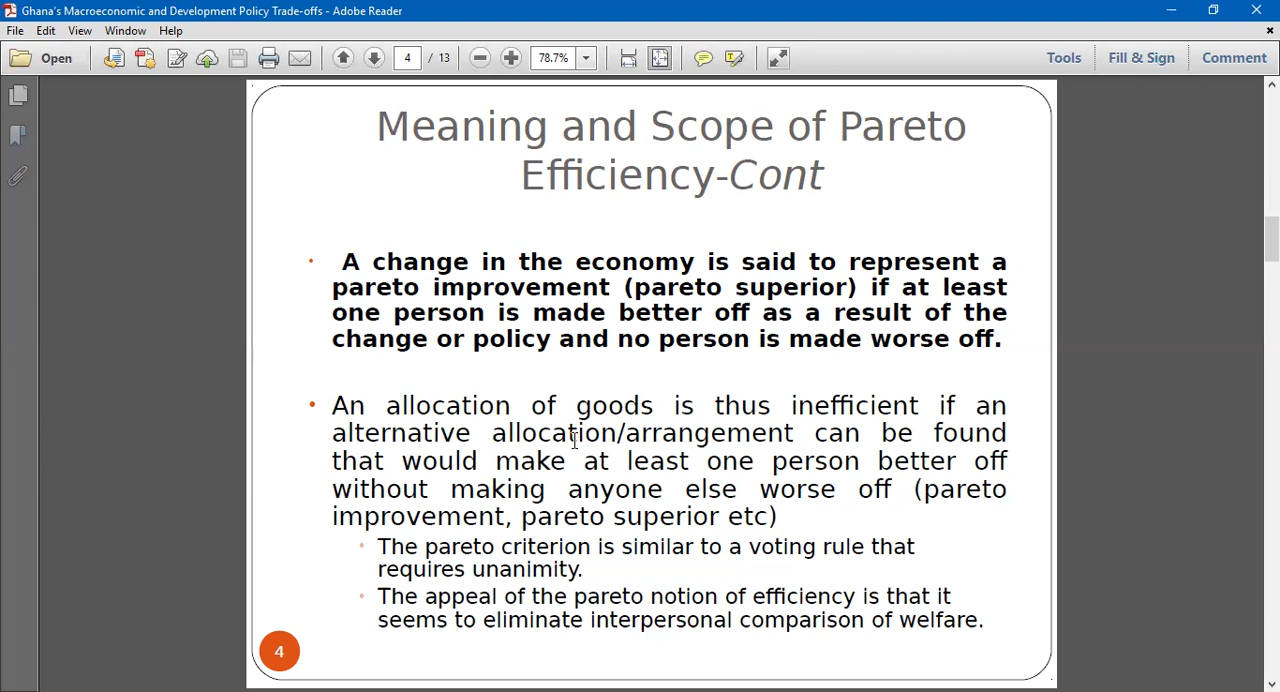 Ghana's Macroeconomic and Development Policy Trade-offs - Adobe Reader
File Edit View Window Help
Open 4 / 13 78.7% Tools Fill & Sign Comment
Meaning and Scope of Pareto
Efficiency-Cont
• A change in the economy is said to represent a
pareto improvement (pareto superior) if at least
one person is made better off as a result of the
change or policy and no person is made worse off.
• An allocation of goods is thus inefficient if an
alternative allocation/arrangement can be found
that would make at least one person better off
without making anyone else worse off (pareto
improvement, pareto superior etc)
• The pareto criterion is similar to a voting rule that
requires unanimity.
• The appeal of the pareto notion of efficiency is that it
seems to eliminate interpersonal comparison of welfare.
4